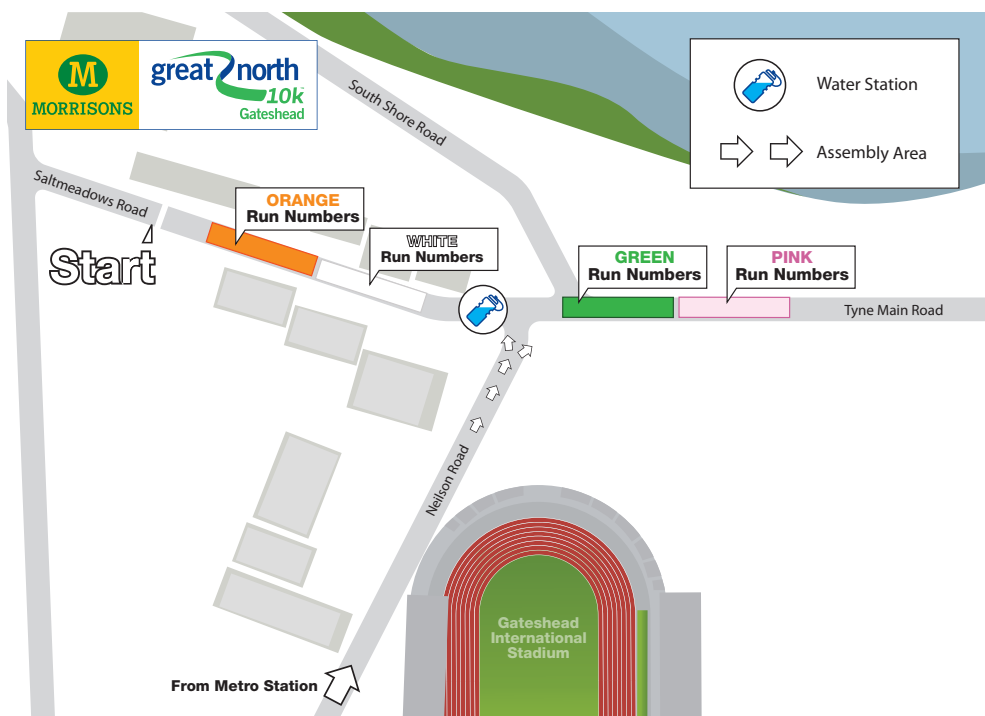 M
MORRISONS
great north
10k
Gateshead
South Shore Road
Water Station
Assembly Area
Saltmeadows Road
ORANGE
Run Numbers
WHITE
Run Numbers
Start
GREEN
Run Numbers
PINK
Run Numbers
Tyne Main Road
Neilson Road
Gateshead
International
Stadium
From Metro Station